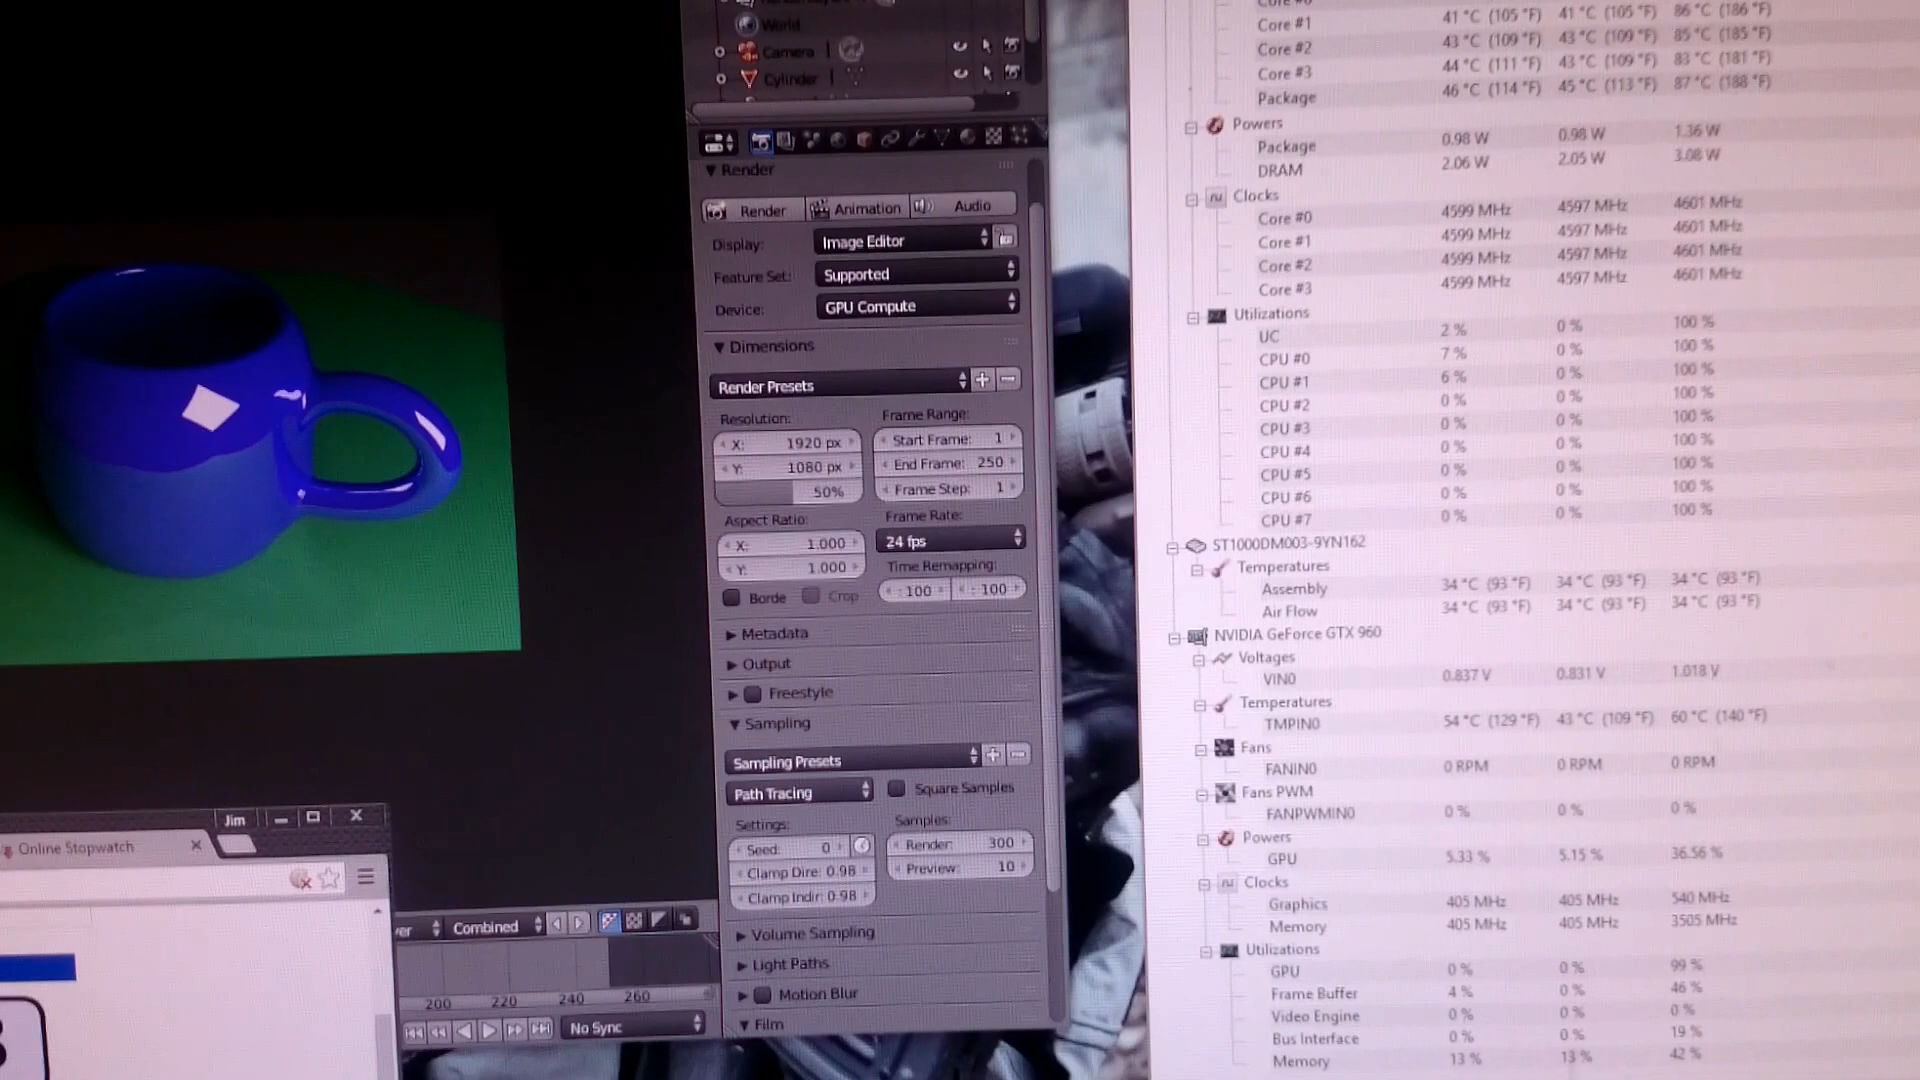 World
Camera
Cylinder
Render
Render Animation Audio
Display: Image Editor
Feature Set: Supported
Device: GPU Compute
Dimensions
Render Presets
Resolution: Frame Range:
X: 1920 px Start Frame: 1
Y: 1080 px End Frame: 250
50% Frame Step: 1
Aspect Ratio: Frame Rate:
X: 1.000 24 fps
Y: 1.000 Time Remapping:
Borde Crop : 100 : 100
Metadata
Output
Freestyle
Sampling
Sampling Presets
Path Tracing Square Samples
Settings: Samples:
Seed: 0 Render: 300
Clamp Dire: 0.98 Preview: 10
Clamp Indir: 0.98
Volume Sampling
Light Paths
Motion Blur
Film
Jim
Online Stopwatch
ver Combined
200 220 240 260
No Sync
Core #0
Core #1 41 °C (105 °F) 41 °C (105 °F) 86 °C (186 °F)
Core #2 43 °C (109 °F) 43 °C (109 °F) 85 °C (185 °F)
Core #3 44 °C (111 °F) 43 °C (109 °F) 83 °C (181 °F)
Package 46 °C (114 °F) 45 °C (113 °F) 87 °C (188 °F)
Powers
Package 0.98 W 0.98 W 1.36 W
DRAM 2.06 W 2.05 W 3.08 W
Clocks
Core #0 4599 MHz 4597 MHz 4601 MHz
Core #1 4599 MHz 4597 MHz 4601 MHz
Core #2 4599 MHz 4597 MHz 4601 MHz
Core #3 4599 MHz 4597 MHz 4601 MHz
Utilizations
UC 2 % 0 % 100 %
CPU #0 7 % 0 % 100 %
CPU #1 6 % 0 % 100 %
CPU #2 0 % 0 % 100 %
CPU #3 0 % 0 % 100 %
CPU #4 0 % 0 % 100 %
CPU #5 0 % 0 % 100 %
CPU #6 0 % 0 % 100 %
CPU #7 0 % 0 % 100 %
ST1000DM003-9YN162
Temperatures
Assembly 34 °C (93 °F) 34 °C (93 °F) 34 °C (93 °F)
Air Flow 34 °C (93 °F) 34 °C (93 °F) 34 °C (93 °F)
NVIDIA GeForce GTX 960
Voltages
VIN0 0.837 V 0.831 V 1.018 V
Temperatures
TMPIN0 54 °C (129 °F) 43 °C (109 °F) 60 °C (140 °F)
Fans
FANIN0 0 RPM 0 RPM 0 RPM
Fans PWM
FANPWMIN0 0 % 0 % 0 %
Powers
GPU 5.33 % 5.15 % 36.56 %
Clocks
Graphics 405 MHz 405 MHz 540 MHz
Memory 405 MHz 405 MHz 3505 MHz
Utilizations
GPU 0 % 0 % 99 %
Frame Buffer 4 % 0 % 46 %
Video Engine 0 % 0 % 0 %
Bus Interface 0 % 0 % 19 %
Memory 13 % 13 % 42 %